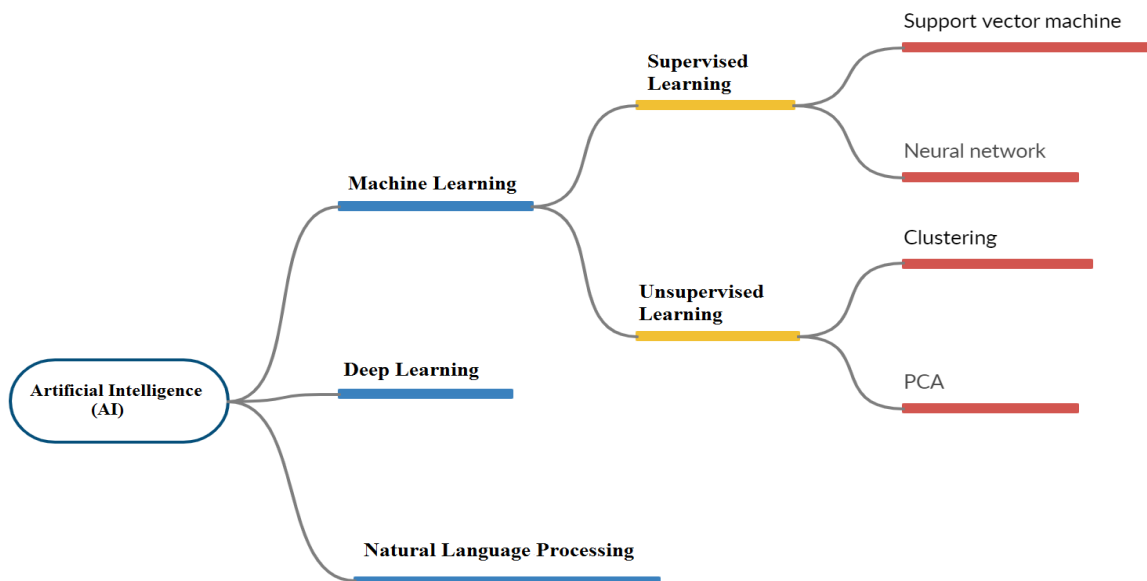 Support vector machine
Supervised
Learning
Neural network
Machine Learning
Clustering
Unsupervised
Learning
Deep Learning
PCA
Artificial Intelligence
(AI)
Natural Language Processing